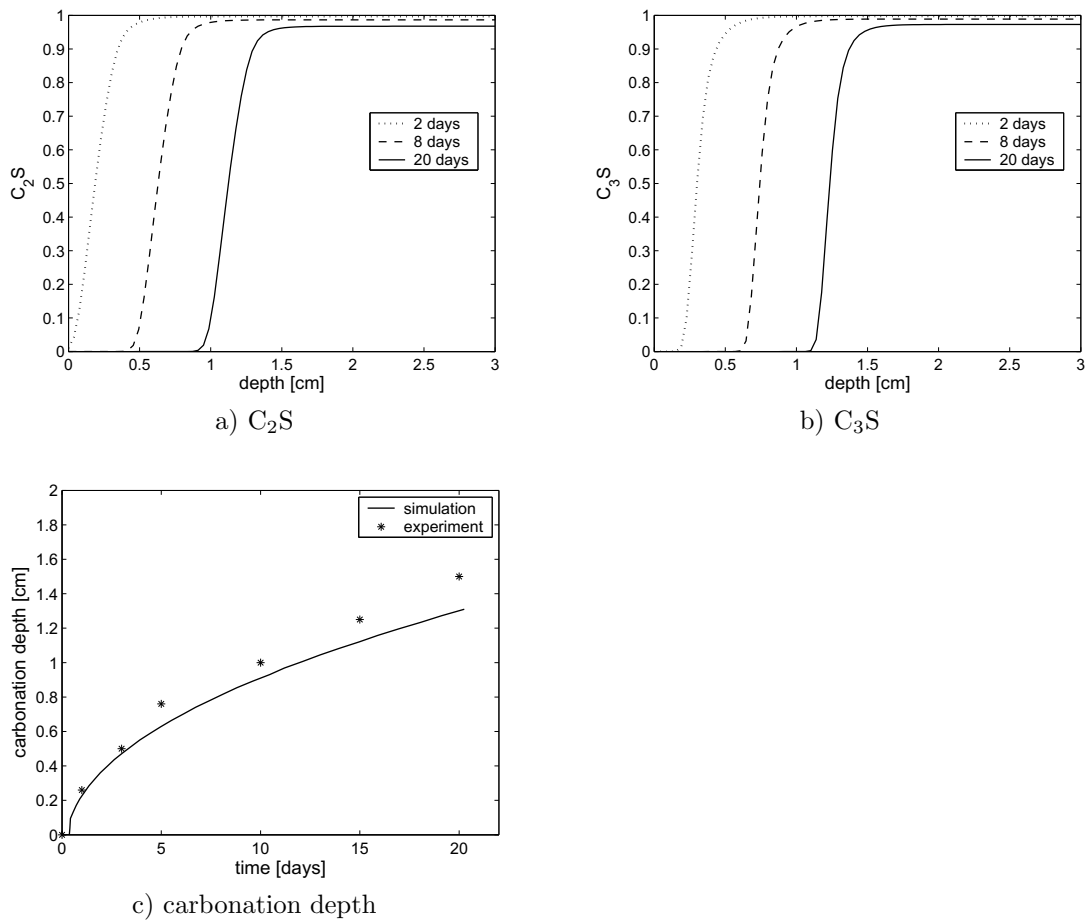 1
0.9
0.8
0.7
0.6
0.5
0.4
0.3
0.2
0.1
0
C₂S
2 days
8 days
20 days
0 0.5 1 1.5 2 2.5 3
depth [cm]
a) C₂S
1
0.9
0.8
0.7
0.6
0.5
0.4
0.3
0.2
0.1
0
C₃S
2 days
8 days
20 days
0 0.5 1 1.5 2 2.5 3
depth [cm]
b) C₃S
2
1.8
1.6
1.4
1.2
1
0.8
0.6
0.4
0.2
0
carbonation depth [cm]
simulation
experiment
0 5 10 15 20
time [days]
c) carbonation depth